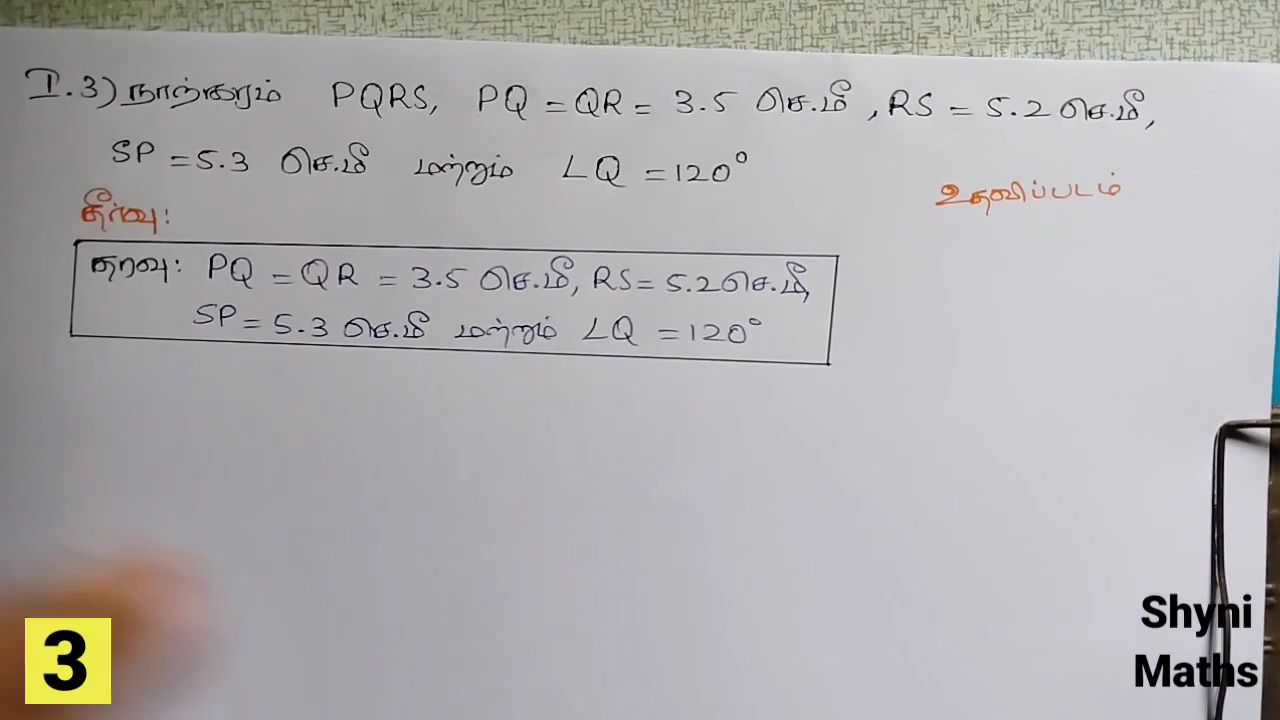 I.3) நாற்கரம் PQRS, PQ = QR = 3.5 செ.மீ, RS = 5.2 செ.மீ,
SP = 5.3 செ.மீ மற்றும் ∠Q = 120°
உதவிப்படம்
தீர்வு:
தரவு: PQ = QR = 3.5 செ.மீ, RS = 5.2 செ.மீ,
SP = 5.3 செ.மீ மற்றும் ∠Q = 120°
3
Shyni
Maths